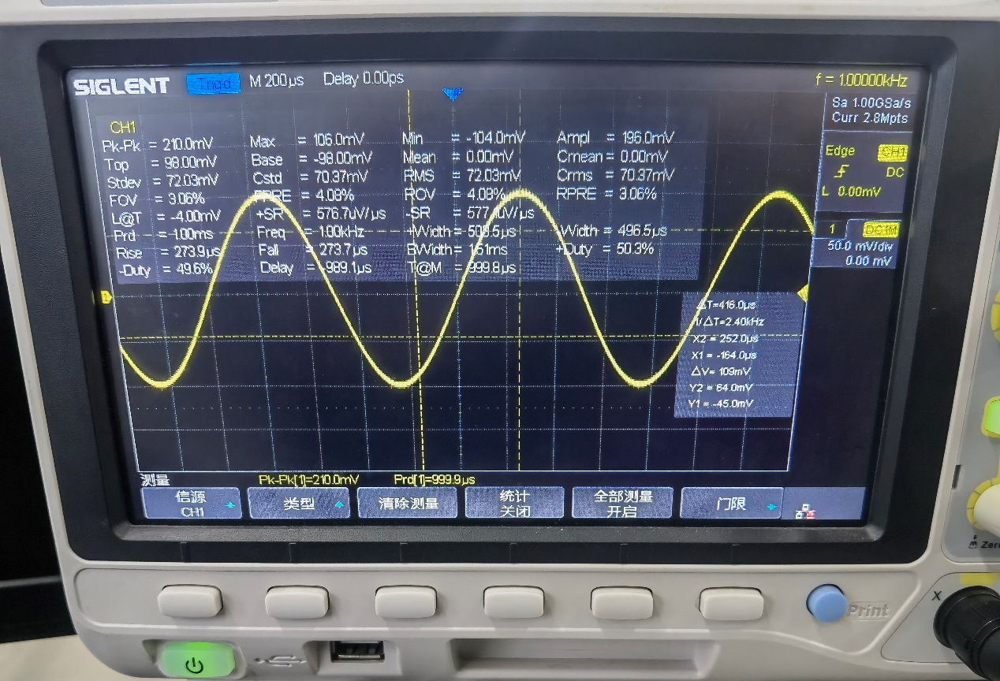 SIGLENT Trig'd M 200μs Delay 0.00ps f = 1.00000kHz
Sa 1.00GSa/s
Curr 2.8Mpts
CH1
Pk-Pk = 210.0mV Max = 106.0mV Min = -104.0mV Ampl = 196.0mV
Top = 98.00mV Base = -98.00mV Mean = 0.00mV Cmean = 0.00mV
Stdev = 72.03mV Cstd = 70.37mV RMS = 72.03mV Crms = 70.37mV
FOV = 3.06% FPRE = 4.08% ROV = 4.08% RPRE = 3.06%
L@T = -4.00mV +SR = 576.7uV/μs -SR = 577.0uV/μs
Prd = 1.00ms Freq = 1.00kHz +Width = 503.5μs -Width = 496.5μs
Rise = 273.9μs Fall = 273.7μs BWidth = 161ms +Duty = 50.3%
-Duty = 49.6% Delay = -989.1μs T@M = 999.8μs
Edge CH1
DC
L 0.00mV
1 DC1M
50.0 mV/div
0.00 mV
1
ΔT=416.0μs
1/ΔT=2.40kHz
X2 = 252.0μs
X1 = -164.0μs
ΔV= 109mV
Y2 = 64.0mV
Y1 = -45.0mV
测量 Pk-Pk[1]=210.0mV Prd[1]=999.9μs
信源
CH1
类型
清除测量
统计
关闭
全部测量
开启
门限
Print
Zero
X